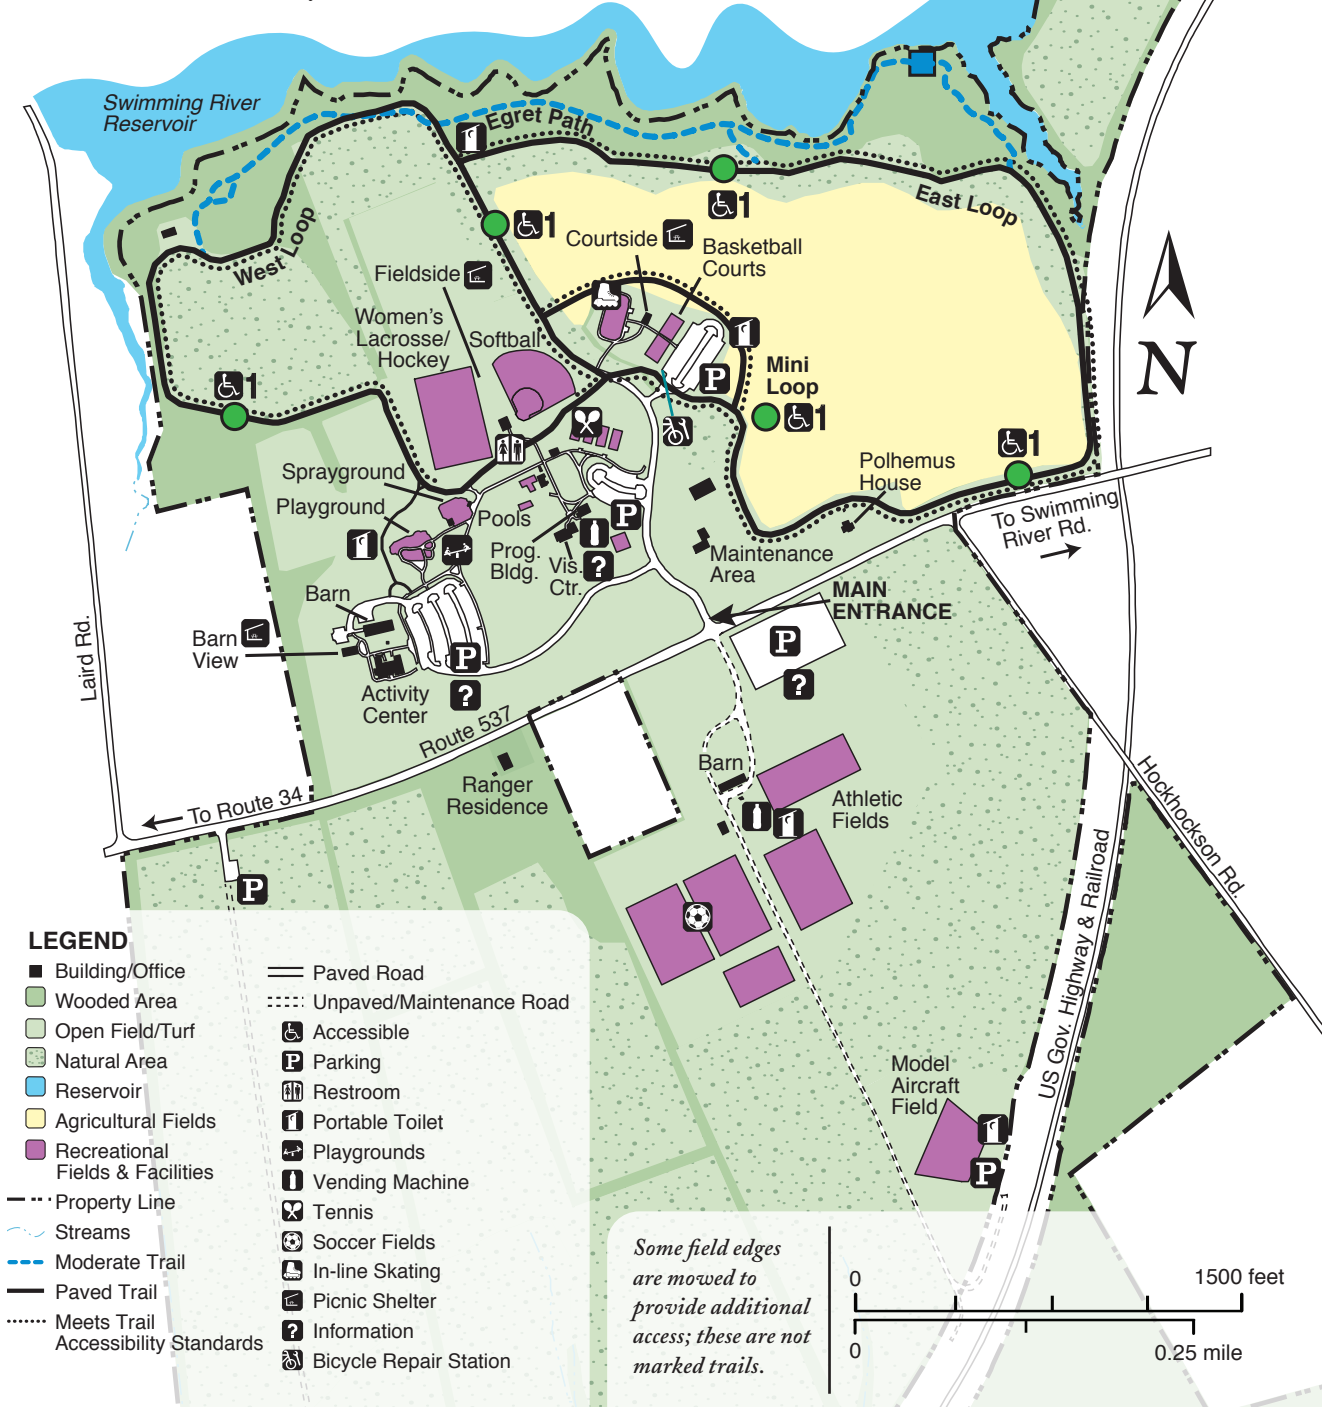 Swimming River
Reservoir
Egret Path
East Loop
West Loop
1
1
1
1
1
Courtside
Basketball
Courts
Fieldside
Women's
Lacrosse/
Hockey
Softball
Mini
Loop
P
Polhemus
House
To Swimming
River Rd.
Sprayground
Playground
Pools
Prog.
Bldg.
Vis.
Ctr.
P
?
Maintenance
Area
MAIN
ENTRANCE
N
Barn
Barn
View
Activity
Center
P
?
P
?
Laird Rd.
Route 537
Ranger
Residence
To Route 34
P
Barn
Athletic
Fields
Hockhockson Rd.
US Gov. Highway & Railroad
Model
Aircraft
Field
P
LEGEND
Building/Office
Wooded Area
Open Field/Turf
Natural Area
Reservoir
Agricultural Fields
Recreational
Fields & Facilities
Property Line
Streams
Moderate Trail
Paved Trail
Meets Trail
Accessibility Standards
Paved Road
Unpaved/Maintenance Road
Accessible
P Parking
Restroom
Portable Toilet
Playgrounds
Vending Machine
Tennis
Soccer Fields
In-line Skating
Picnic Shelter
? Information
Bicycle Repair Station
Some field edges
are mowed to
provide additional
access; these are not
marked trails.
0 1500 feet
0 0.25 mile